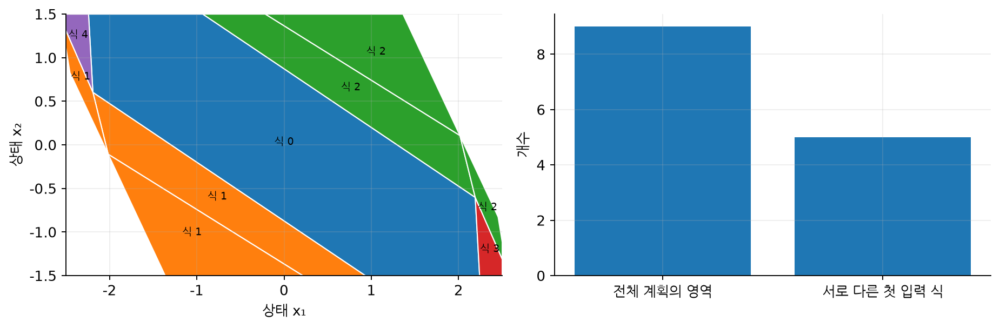 1.5
1.0
0.5
0.0
-0.5
-1.0
-1.5
상태 x₂
식 4
식 1
식 2
식 2
식 0
식 1
식 1
식 2
식 3
-2
-1
0
1
2
상태 x₁
8
6
4
2
0
개수
전체 계획의 영역
서로 다른 첫 입력 식